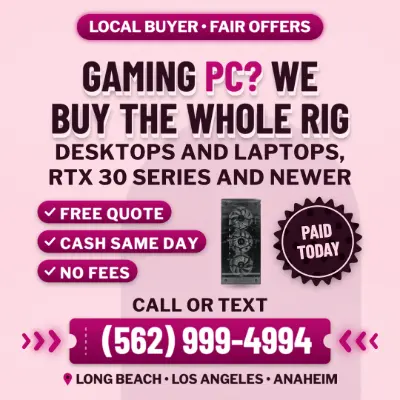 LOCAL BUYER • FAIR OFFERS
GAMING PC? WE
BUY THE WHOLE RIG
DESKTOPS AND LAPTOPS,
RTX 30 SERIES AND NEWER
FREE QUOTE
CASH SAME DAY
NO FEES
PAID
TODAY
CALL OR TEXT
(562) 999-4994
LONG BEACH • LOS ANGELES • ANAHEIM